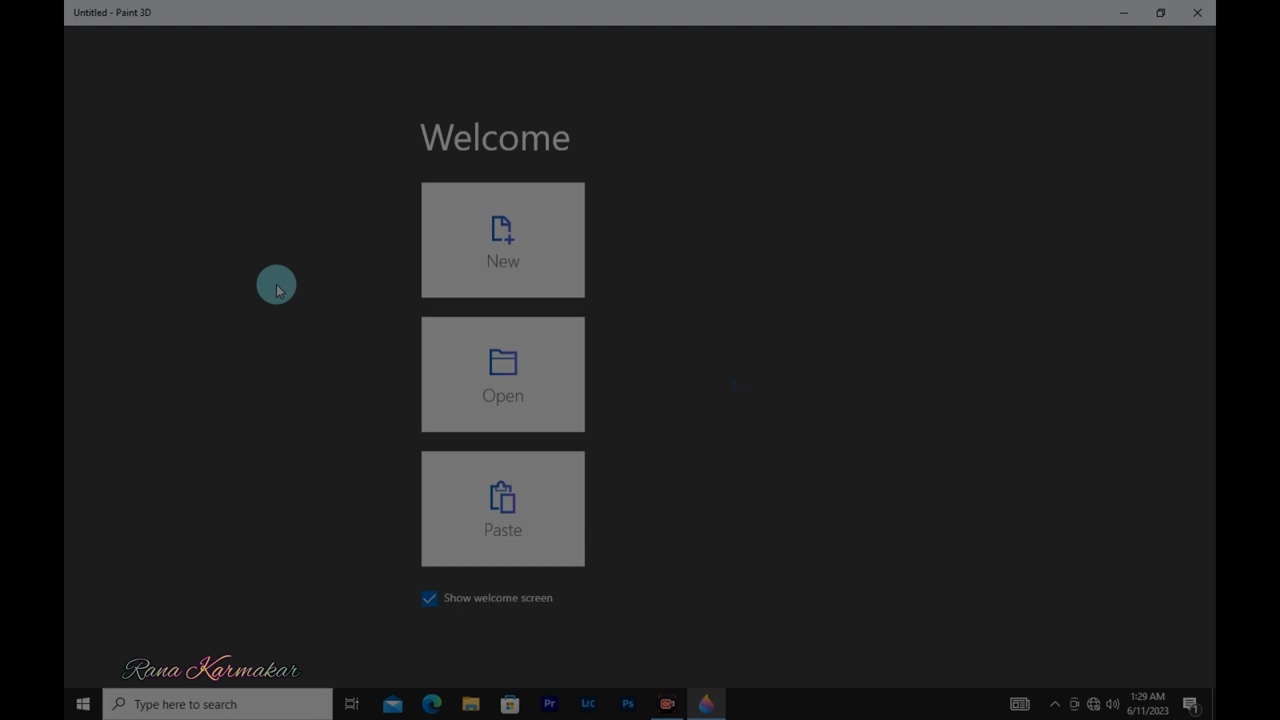 Untitled - Paint 3D
Welcome
New
Open
Paste
Show welcome screen
Rana Karmakar
Type here to search
Pr
Lrc
Ps
1:29 AM
6/11/2023
1